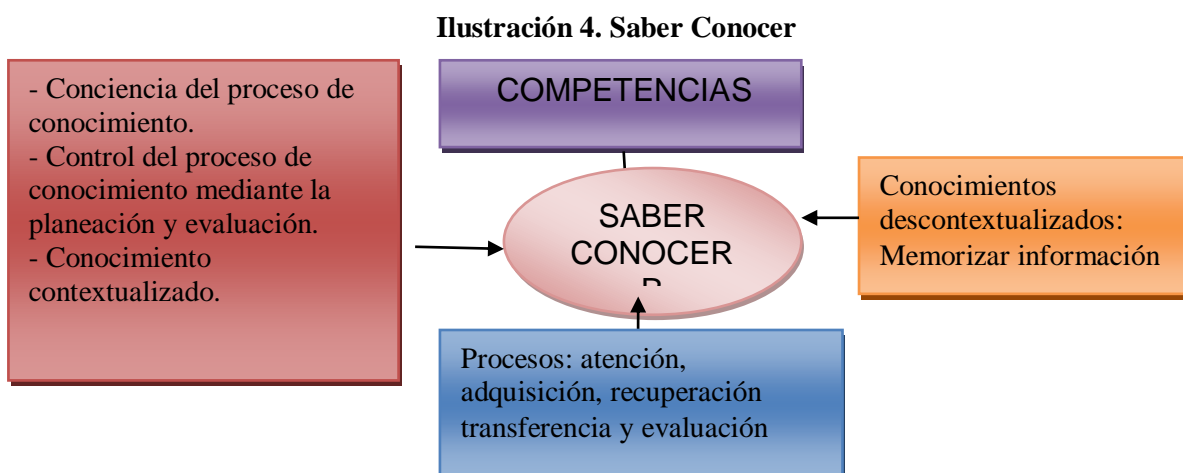 Ilustración 4. Saber Conocer
- Conciencia del proceso de
conocimiento.
- Control del proceso de
conocimiento mediante la
planeación y evaluación.
- Conocimiento
contextualizado.
COMPETENCIAS
SABER
CONOCER
Conocimientos
descontextualizados:
Memorizar información
Procesos: atención,
adquisición, recuperación
transferencia y evaluación